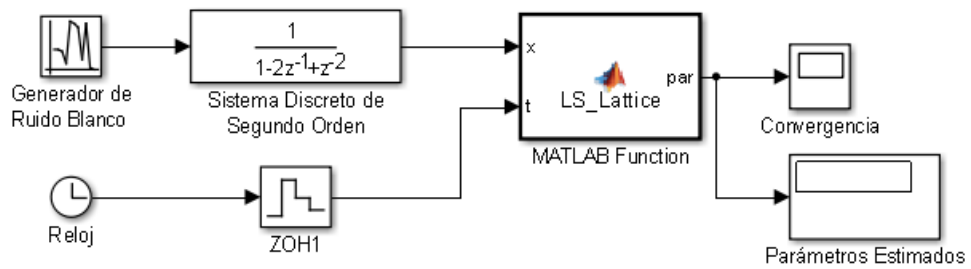 1
1-2z⁻¹+z⁻²
x
t
LS_Lattice
par
Generador de
Ruido Blanco
Sistema Discreto de
Segundo Orden
MATLAB Function
Convergencia
Reloj
ZOH1
Parámetros Estimados